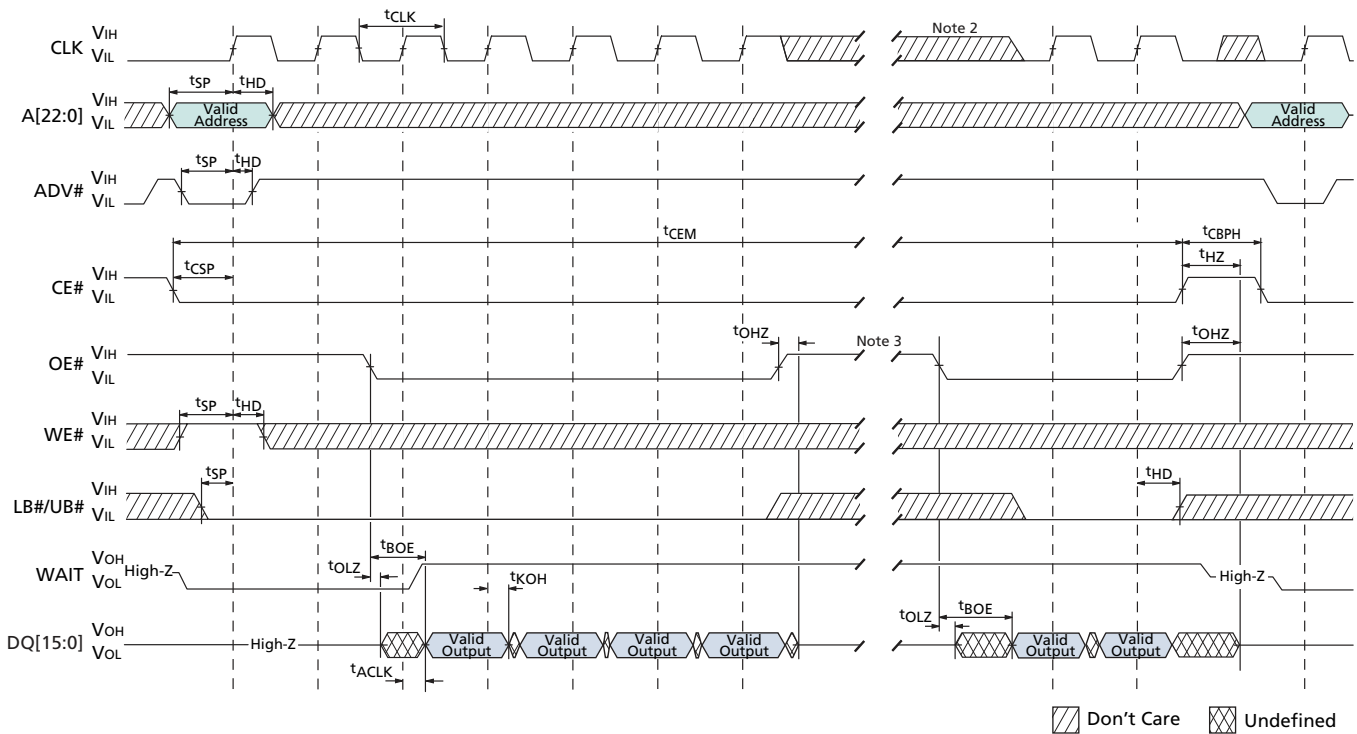 tCLK
Note 2
CLK VIH
VIL
tSP tHD
A[22:0] VIH
VIL
Valid
Address
Valid
Address
tSP tHD
ADV# VIH
VIL
tCEM
tCBPH
tCSP
tHZ
CE# VIH
VIL
tOHZ
Note 3
tOHZ
OE# VIH
VIL
tSP tHD
WE# VIH
VIL
tSP
tHD
LB#/UB# VIH
VIL
tBOE
WAIT VOH
VOL
High-Z
tOLZ
tKOH
High-Z
tOLZ
tBOE
DQ[15:0] VOH
VOL
High-Z
Valid
Output
Valid
Output
Valid
Output
Valid
Output
Valid
Output
Valid
Output
tACLK
Don't Care
Undefined